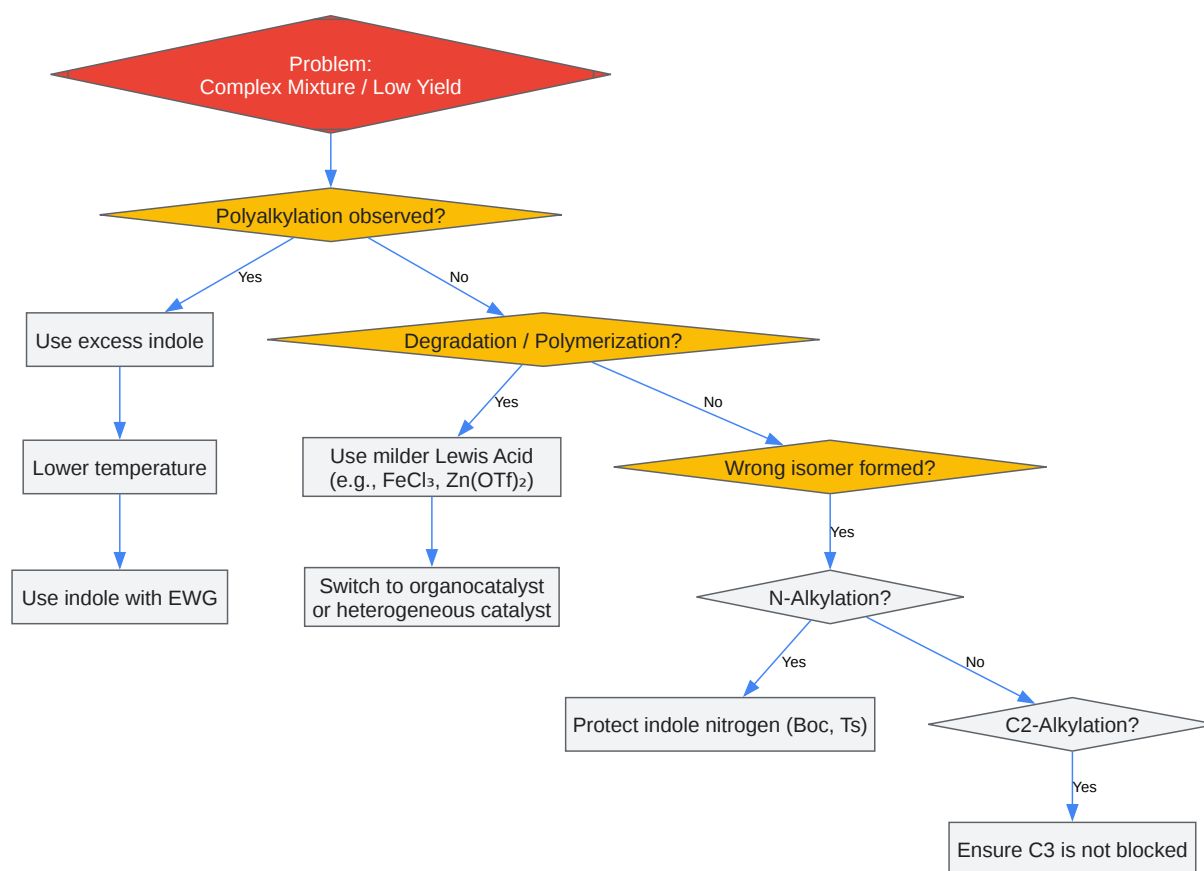 Problem:
Complex Mixture / Low Yield
Polyalkylation observed?
Yes
No
Use excess indole
Degradation / Polymerization?
Yes
No
Lower temperature
Use milder Lewis Acid
(e.g., FeCl₃, Zn(OTf)₂)
Wrong isomer formed?
Yes
Use indole with EWG
Switch to organocatalyst
or heterogeneous catalyst
N-Alkylation?
Yes
No
Protect indole nitrogen (Boc, Ts)
C2-Alkylation?
Yes
Ensure C3 is not blocked